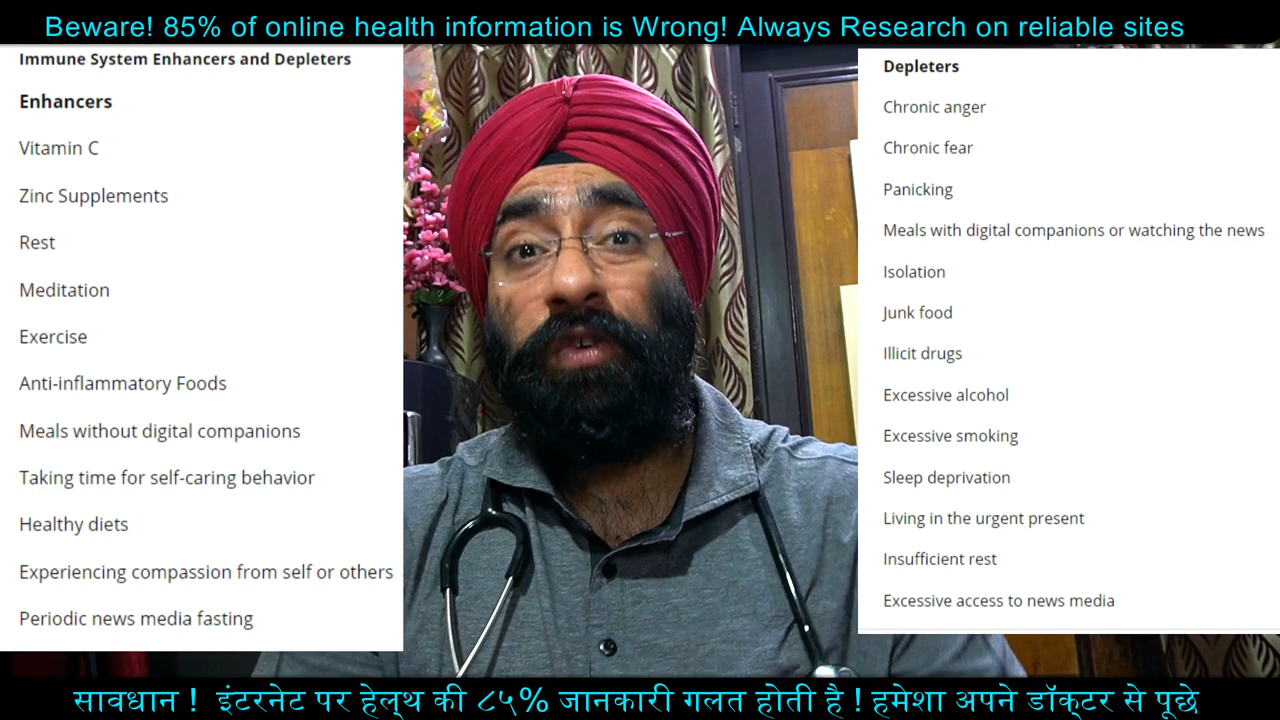 Beware! 85% of online health information is Wrong! Always Research on reliable sites
Immune System Enhancers and Depleters
Enhancers
Vitamin C
Zinc Supplements
Rest
Meditation
Exercise
Anti-inflammatory Foods
Meals without digital companions
Taking time for self-caring behavior
Healthy diets
Experiencing compassion from self or others
Periodic news media fasting
Depleters
Chronic anger
Chronic fear
Panicking
Meals with digital companions or watching the news
Isolation
Junk food
Illicit drugs
Excessive alcohol
Excessive smoking
Sleep deprivation
Living in the urgent present
Insufficient rest
Excessive access to news media
सावधान ! इंटरनेट पर हेल्थ की ८५% जानकारी गलत होती है ! हमेशा अपने डॉक्टर से पूछे